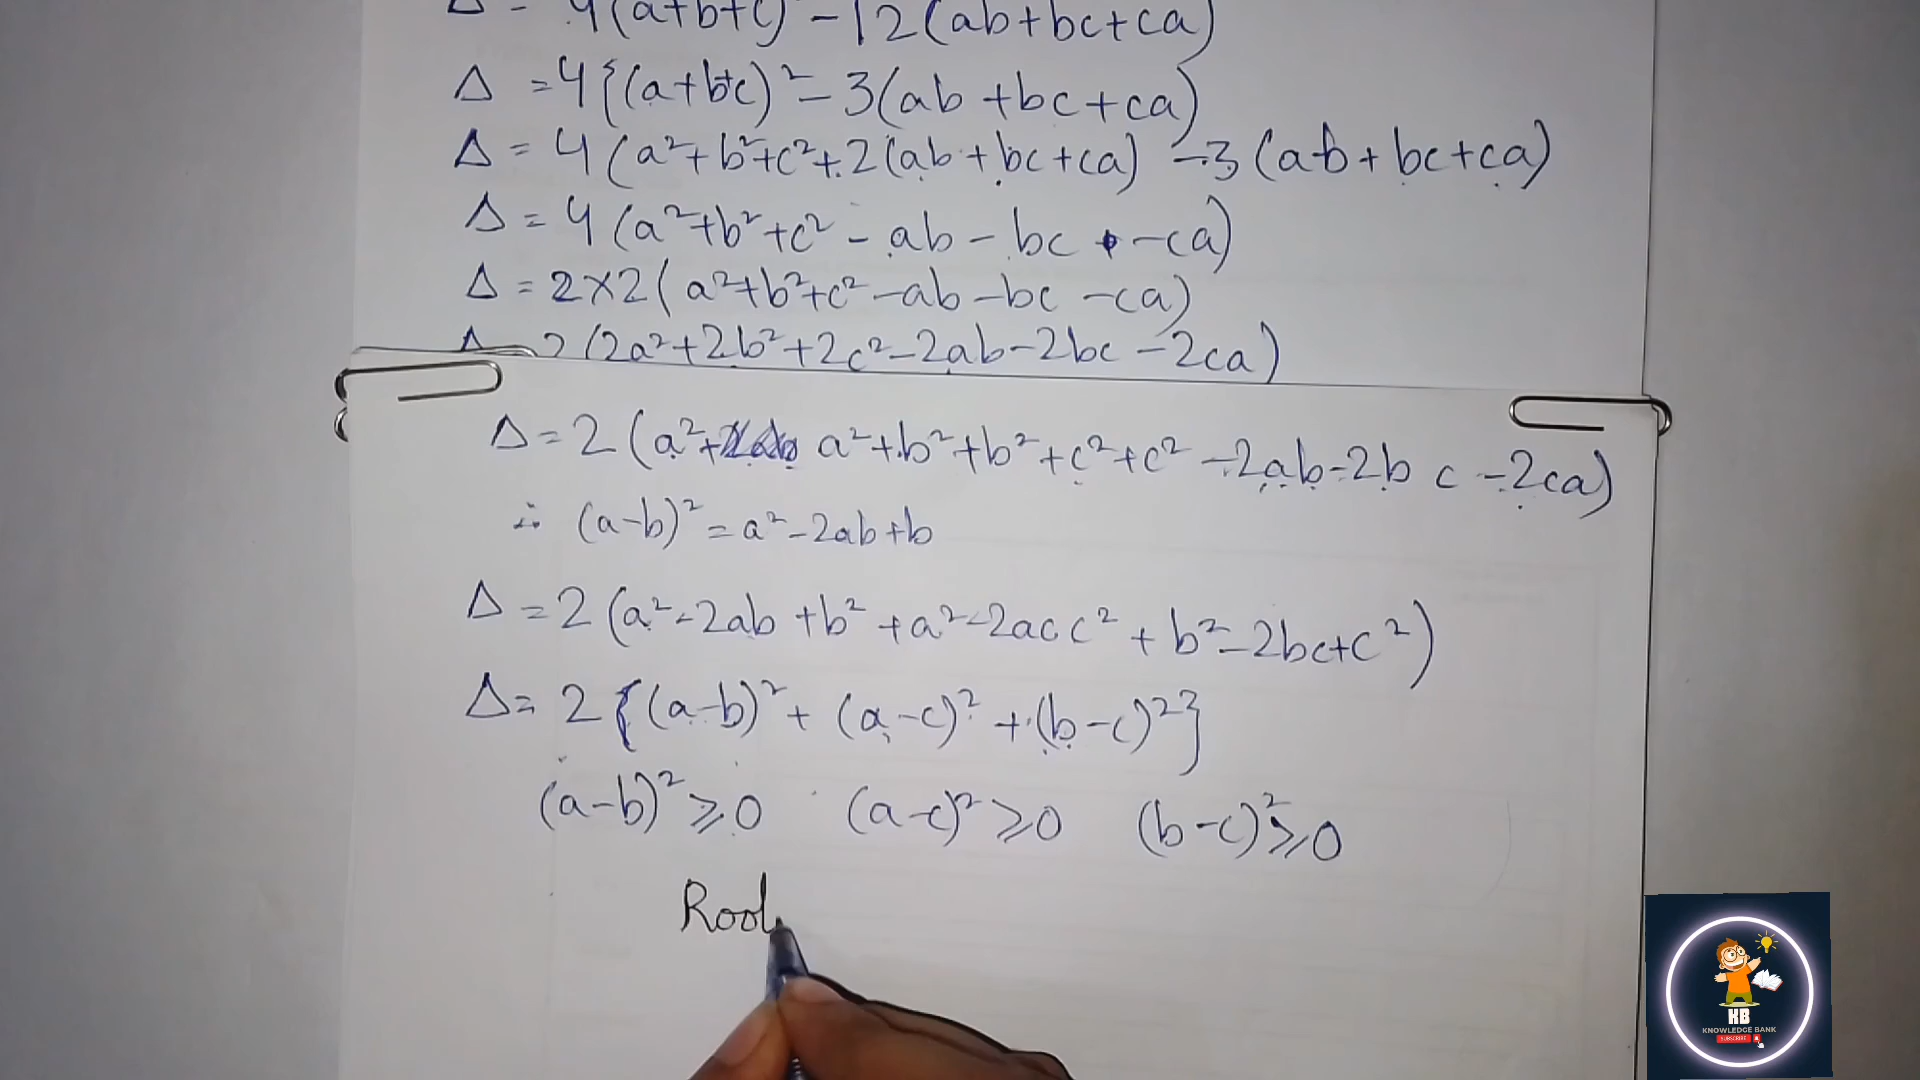 Δ = 4(a+b+c) - 12(ab+bc+ca)
Δ = 4{(a+b+c)² - 3(ab+bc+ca)
Δ = 4(a²+b²+c²+2(ab+bc+ca) - 3(ab+bc+ca)
Δ = 4(a²+b²+c² - ab - bc - ca)
Δ = 2×2(a²+b²+c² - ab - bc - ca)
Δ = 2(2a²+2b²+2c² - 2ab - 2bc - 2ca)
Δ = 2(a²+ a²+b²+b²+c²+c² - 2ab - 2bc - 2ca)
∴ (a-b)² = a² - 2ab + b
Δ = 2(a² - 2ab + b² + a² - 2ac c² + b² - 2bc + c²)
Δ = 2{(a-b)² + (a-c)² + (b-c)²}
(a-b)² ⩾ 0 (a-c)² ⩾ 0 (b-c)² ⩾ 0
Root
KB
KNOWLEDGE BANK
SUBSCRIBE